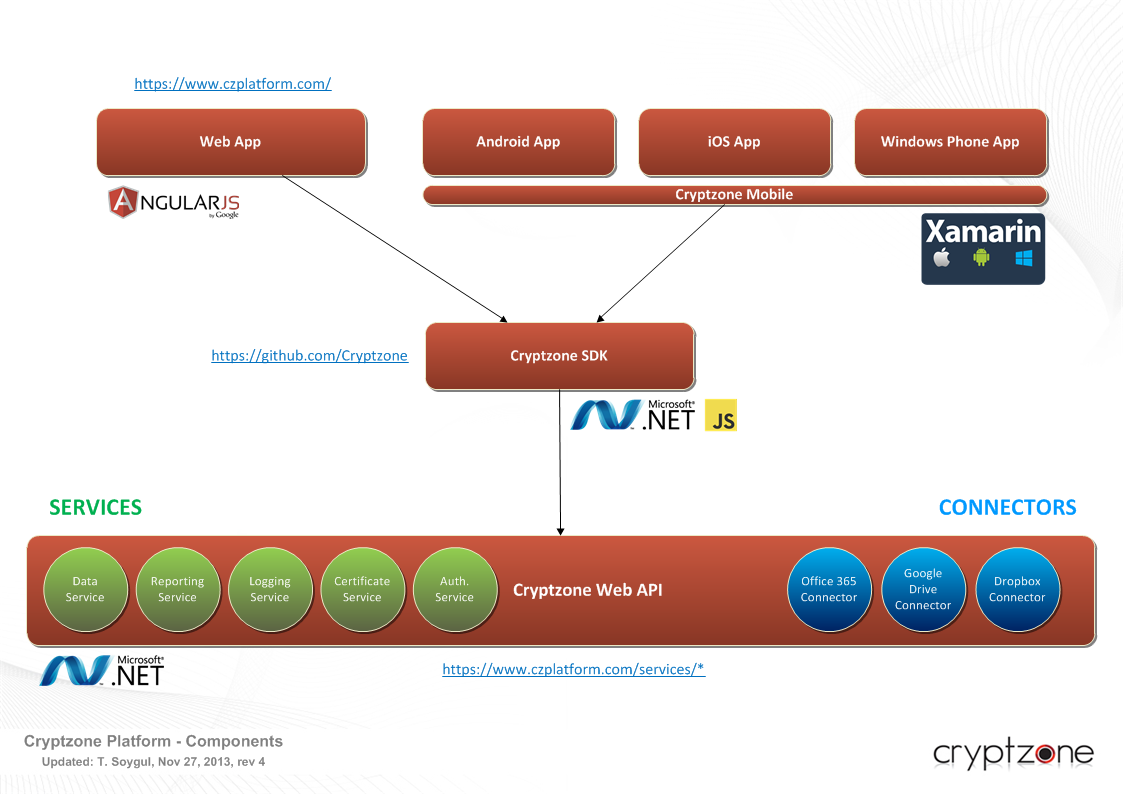 https://www.czplatform.com/
Web App
Android App
iOS App
Windows Phone App
ANGULARJS
by Google
Cryptzone Mobile
Xamarin
https://github.com/Cryptzone
Cryptzone SDK
Microsoft®
.NET
JS
SERVICES
CONNECTORS
Data
Service
Reporting
Service
Logging
Service
Certificate
Service
Auth.
Service
Cryptzone Web API
Office 365
Connector
Google
Drive
Connector
Dropbox
Connector
Microsoft®
.NET
https://www.czplatform.com/services/*
Cryptzone Platform - Components
Updated: T. Soygul, Nov 27, 2013, rev 4
cryptzone